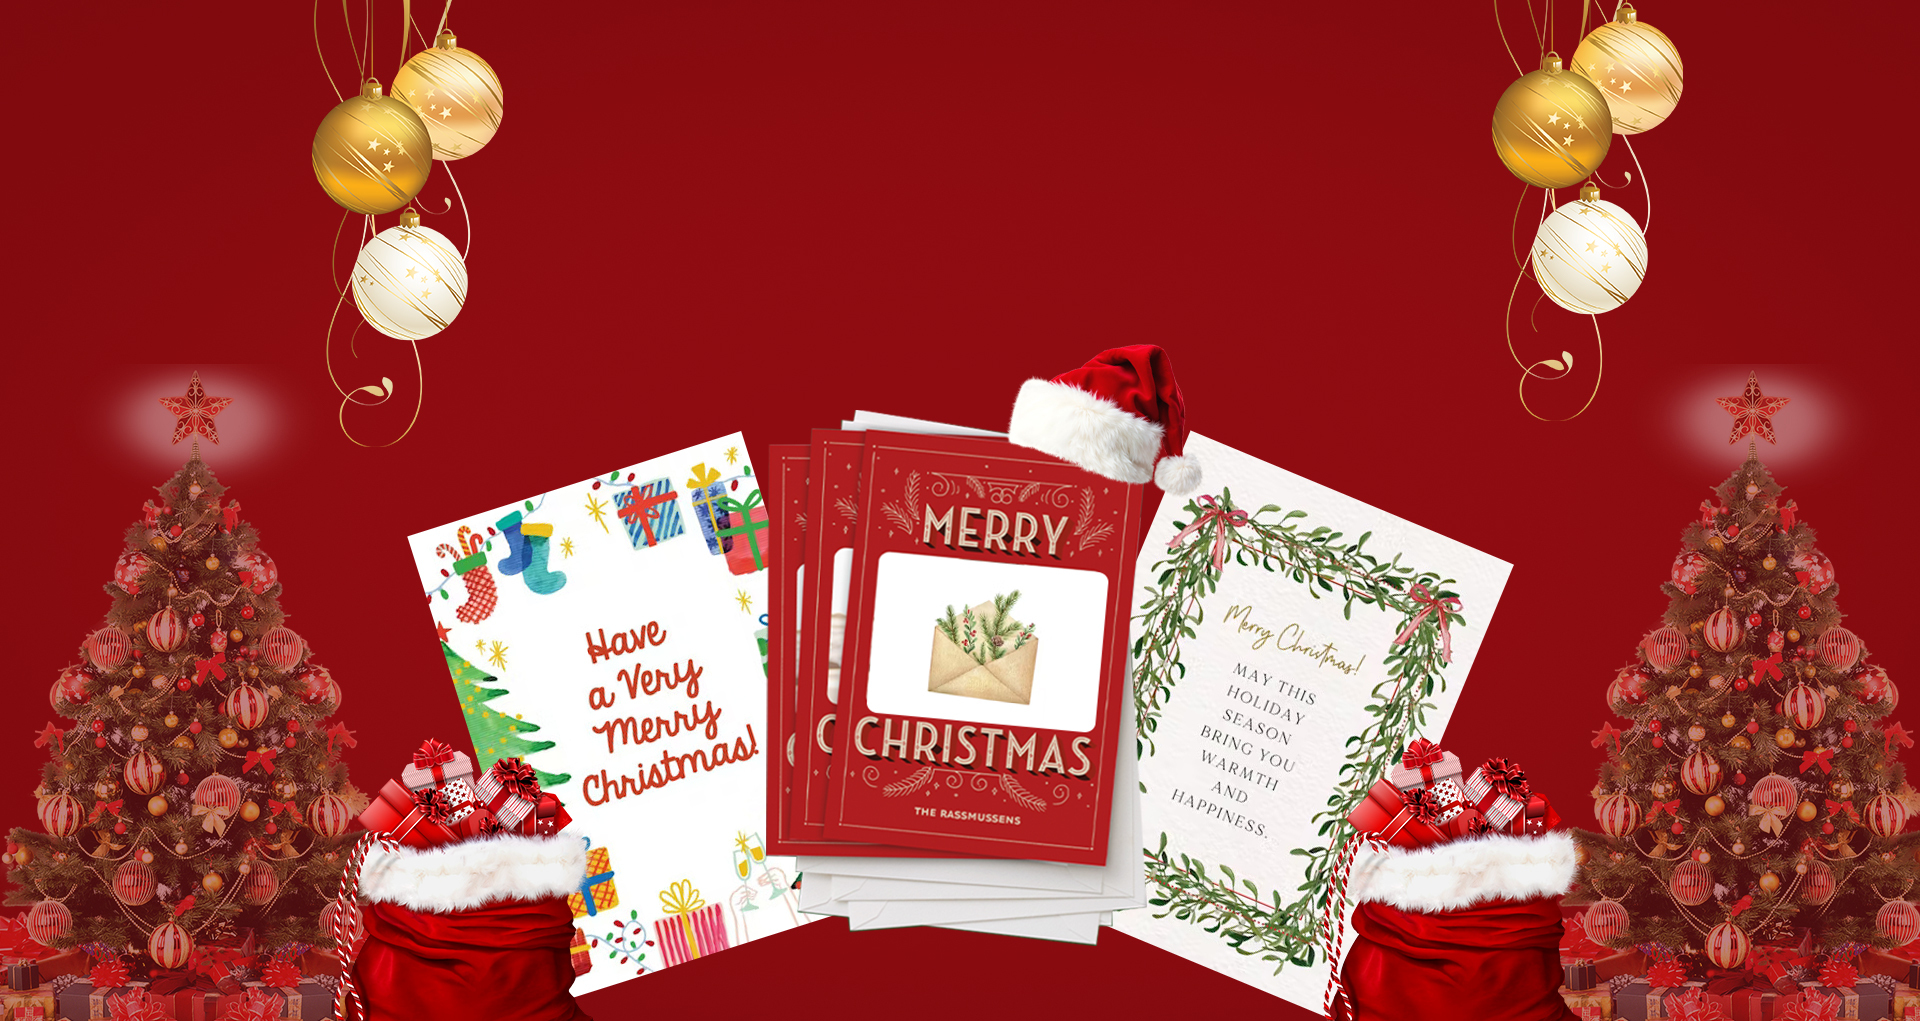 Have
a Very
Merry
Christmas!
MERRY
CHRISTMAS
THE RASSMUSSENS
Merry Christmas!
MAY THIS
HOLIDAY
SEASON
BRING YOU
WARMTH
AND
HAPPINESS.